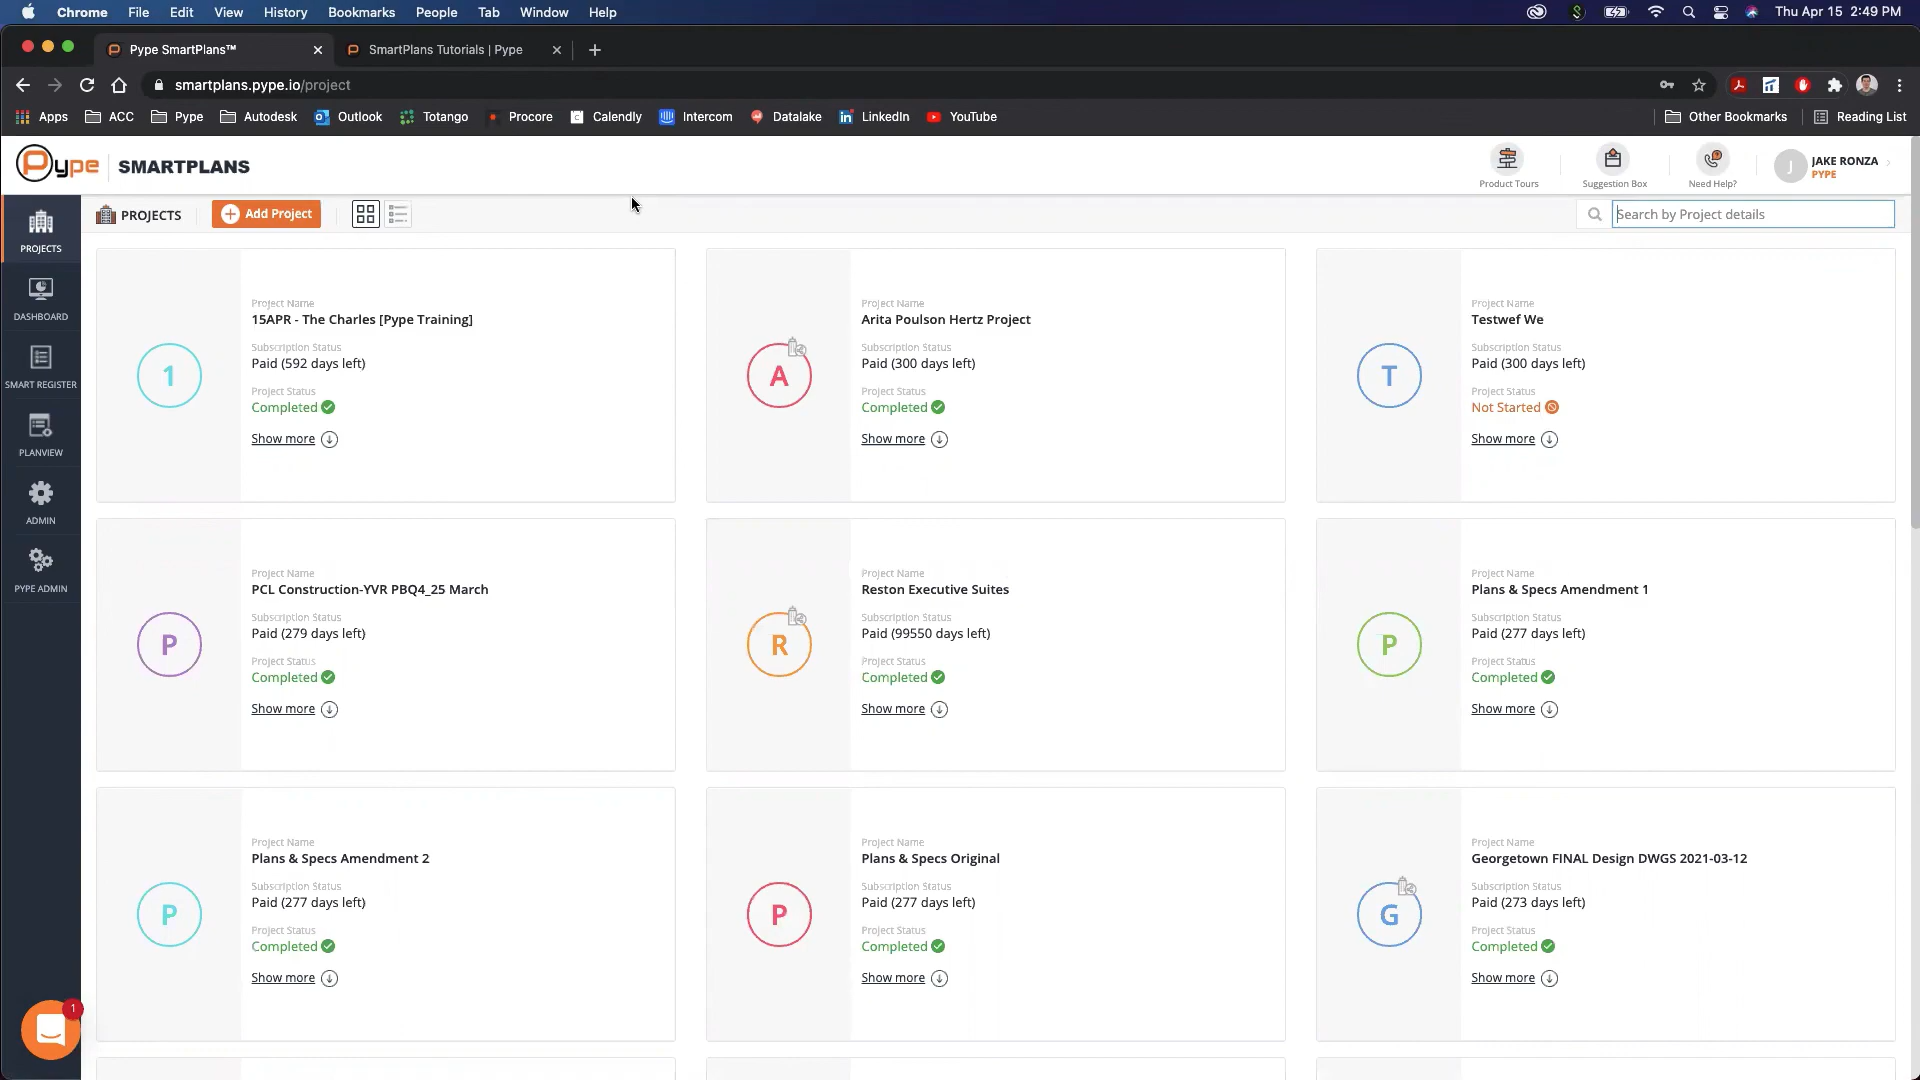 Chrome File Edit View History Bookmarks People Tab Window Help Thu Apr 15 2:49 PM
Pype SmartPlans™ SmartPlans Tutorials | Pype
smartplans.pype.io/project
Apps ACC Pype Autodesk Outlook Totango Procore Calendly Intercom Datalake LinkedIn YouTube Other Bookmarks Reading List
Pype SMARTPLANS
Product Tours Suggestion Box Need Help? J JAKE RONZA
PYPE
PROJECTS Add Project Search by Project details
PROJECTS
DASHBOARD
SMART REGISTER
PLANVIEW
ADMIN
PYPE ADMIN
1
1
Project Name
15APR - The Charles [Pype Training]
Subscription Status
Paid (592 days left)
Project Status
Completed
Show more
A
Project Name
Arita Poulson Hertz Project
Subscription Status
Paid (300 days left)
Project Status
Completed
Show more
T
Project Name
Testwef We
Subscription Status
Paid (300 days left)
Project Status
Not Started
Show more
P
Project Name
PCL Construction-YVR PBQ4_25 March
Subscription Status
Paid (279 days left)
Project Status
Completed
Show more
R
Project Name
Reston Executive Suites
Subscription Status
Paid (99550 days left)
Project Status
Completed
Show more
P
Project Name
Plans & Specs Amendment 1
Subscription Status
Paid (277 days left)
Project Status
Completed
Show more
P
Project Name
Plans & Specs Amendment 2
Subscription Status
Paid (277 days left)
Project Status
Completed
Show more
P
Project Name
Plans & Specs Original
Subscription Status
Paid (277 days left)
Project Status
Completed
Show more
G
Project Name
Georgetown FINAL Design DWGS 2021-03-12
Subscription Status
Paid (273 days left)
Project Status
Completed
Show more